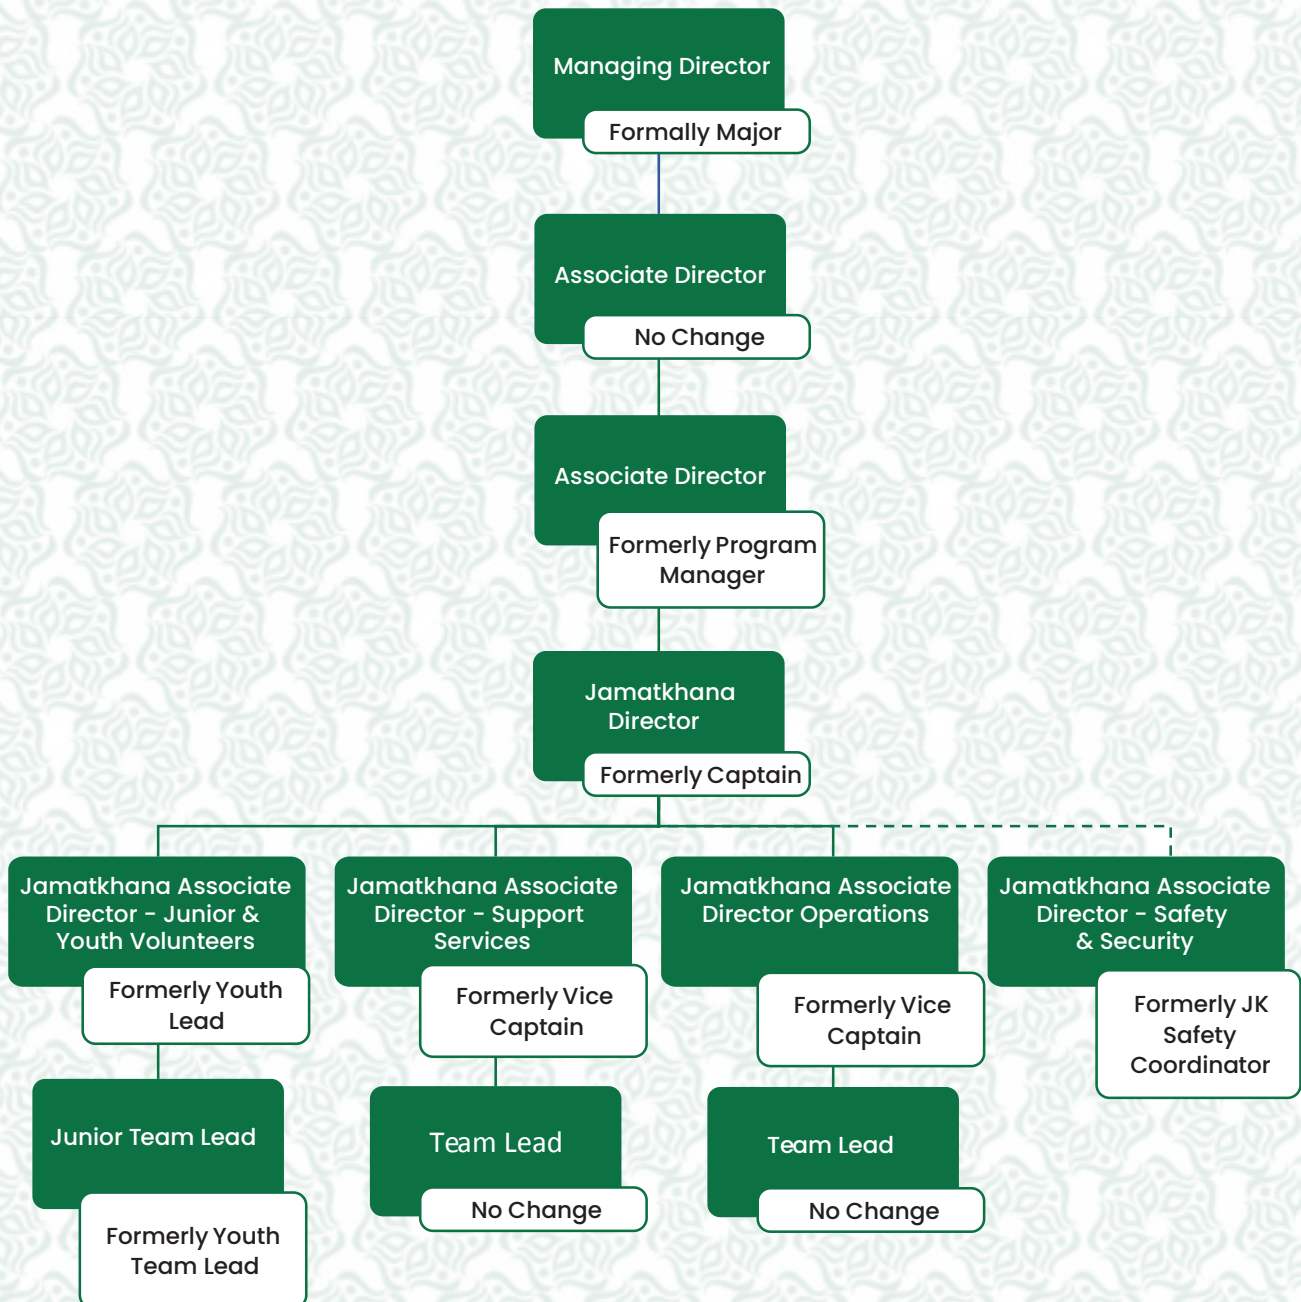 Managing Director
Formally Major
Associate Director
No Change
Associate Director
Formerly Program
Manager
Jamatkhana
Director
Formerly Captain
Jamatkhana Associate
Director - Junior &
Youth Volunteers
Formerly Youth
Lead
Jamatkhana Associate
Director - Support
Services
Formerly Vice
Captain
Jamatkhana Associate
Director Operations
Formerly Vice
Captain
Jamatkhana Associate
Director - Safety
& Security
Formerly JK
Safety
Coordinator
Junior Team Lead
Formerly Youth
Team Lead
Team Lead
No Change
Team Lead
No Change